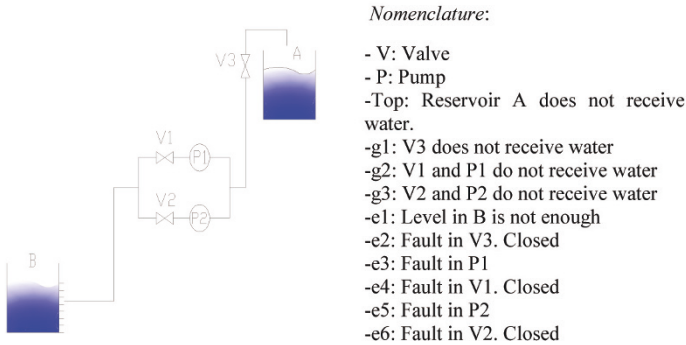 A
V3
V1
P1
V2
P2
B
Nomenclature:
- V: Valve
- P: Pump
-Top: Reservoir A does not receive
water.
-g1: V3 does not receive water
-g2: V1 and P1 do not receive water
-g3: V2 and P2 do not receive water
-e1: Level in B is not enough
-e2: Fault in V3. Closed
-e3: Fault in P1
-e4: Fault in V1. Closed
-e5: Fault in P2
-e6: Fault in V2. Closed